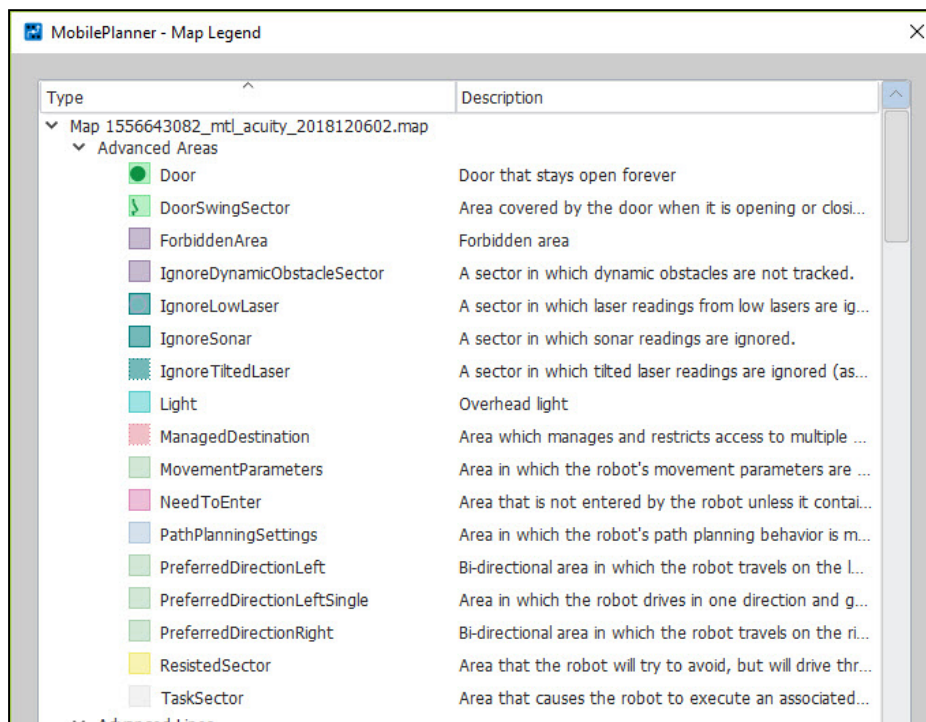 MobilePlanner - Map Legend
Type Description
Map 1556643082_mtl_acuity_2018120602.map
Advanced Areas
Door Door that stays open forever
DoorSwingSector Area covered by the door when it is opening or closi...
ForbiddenArea Forbidden area
IgnoreDynamicObstacleSector A sector in which dynamic obstacles are not tracked.
IgnoreLowLaser A sector in which laser readings from low lasers are ig...
IgnoreSonar A sector in which sonar readings are ignored.
IgnoreTiltedLaser A sector in which tilted laser readings are ignored (as...
Light Overhead light
ManagedDestination Area which manages and restricts access to multiple ...
MovementParameters Area in which the robot's movement parameters are ...
NeedToEnter Area that is not entered by the robot unless it contai...
PathPlanningSettings Area in which the robot's path planning behavior is m...
PreferredDirectionLeft Bi-directional area in which the robot travels on the l...
PreferredDirectionLeftSingle Area in which the robot drives in one direction and g...
PreferredDirectionRight Bi-directional area in which the robot travels on the ri...
ResistedSector Area that the robot will try to avoid, but will drive thr...
TaskSector Area that causes the robot to execute an associated...
Advanced Lines